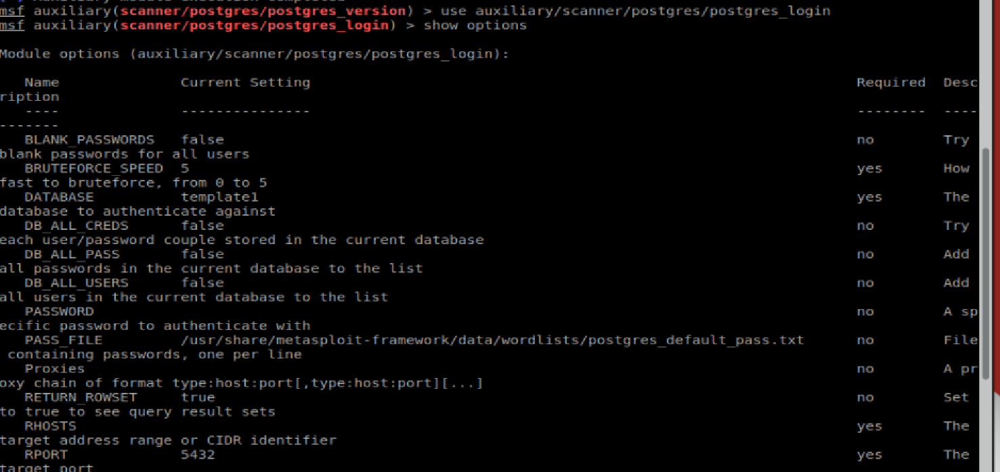 msf auxiliary(scanner/postgres/postgres_version) > use auxiliary/scanner/postgres/postgres_login
msf auxiliary(scanner/postgres/postgres_login) > show options
Module options (auxiliary/scanner/postgres/postgres_login):
Name Current Setting Required Desc
ription
---- --------------- -------- ----
-------
BLANK_PASSWORDS false no Try
blank passwords for all users
BRUTEFORCE_SPEED 5 yes How
fast to bruteforce, from 0 to 5
DATABASE template1 yes The
database to authenticate against
DB_ALL_CREDS false no Try
each user/password couple stored in the current database
DB_ALL_PASS false no Add
all passwords in the current database to the list
DB_ALL_USERS false no Add
all users in the current database to the list
PASSWORD no A sp
ecific password to authenticate with
PASS_FILE /usr/share/metasploit-framework/data/wordlists/postgres_default_pass.txt no File
containing passwords, one per line
Proxies no A pr
oxy chain of format type:host:port[,type:host:port][...]
RETURN_ROWSET true no Set
to true to see query result sets
RHOSTS yes The
target address range or CIDR identifier
RPORT 5432 yes The
target port